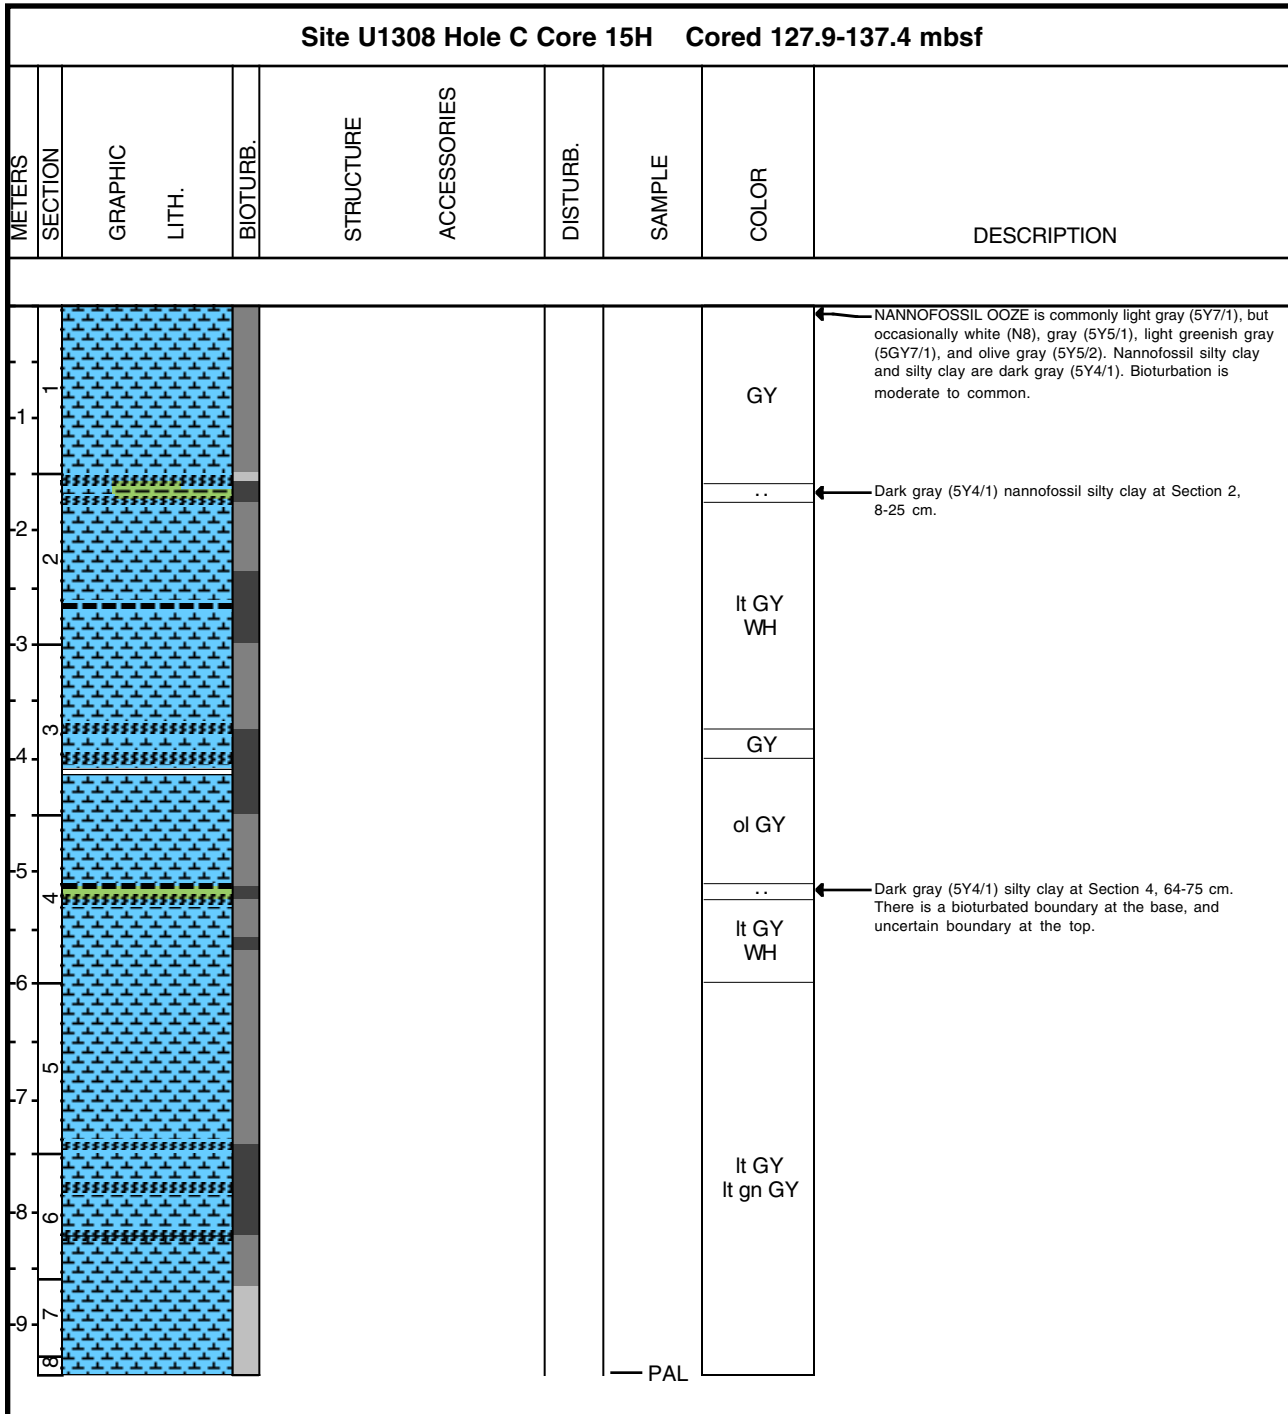 Site U1308 Hole C Core 15H Cored 127.9-137.4 mbsf
METERS
SECTION
GRAPHIC
LITH.
BIOTURB.
STRUCTURE
ACCESSORIES
DISTURB.
SAMPLE
COLOR
DESCRIPTION
NANNOFOSSIL OOZE is commonly light gray (5Y7/1), but
occasionally white (N8), gray (5Y5/1), light greenish gray
(5GY7/1), and olive gray (5Y5/2). Nannofossil silty clay
and silty clay are dark gray (5Y4/1). Bioturbation is
moderate to common.
1
GY
1
. .
Dark gray (5Y4/1) nannofossil silty clay at Section 2,
8-25 cm.
2
2
lt GY
WH
3
3
GY
4
ol GY
5
4
. .
Dark gray (5Y4/1) silty clay at Section 4, 64-75 cm.
There is a bioturbated boundary at the base, and
uncertain boundary at the top.
lt GY
WH
6
5
7
lt GY
lt gn GY
8
6
7
9
8
PAL